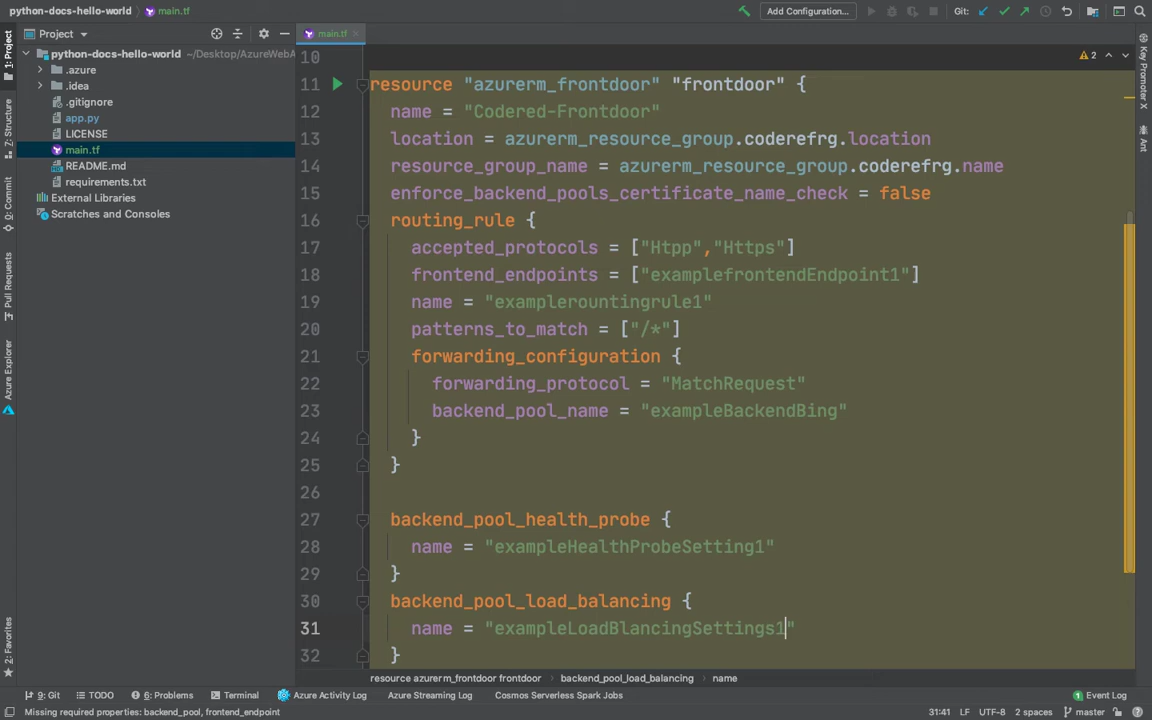 python-docs-hello-world main.tf
Add Configuration...
Git:
Project
main.tf
python-docs-hello-world ~/Desktop/AzureWebA
.azure
.idea
.gitignore
app.py
LICENSE
main.tf
README.md
requirements.txt
External Libraries
Scratches and Consoles
1: Project
Z: Structure
0: Commit
Pull Requests
Azure Explorer
2: Favorites
Key Promoter X
Ant
2
10
11 resource "azurerm_frontdoor" "frontdoor" {
12 name = "Codered-Frontdoor"
13 location = azurerm_resource_group.coderefrg.location
14 resource_group_name = azurerm_resource_group.coderefrg.name
15 enforce_backend_pools_certificate_name_check = false
16 routing_rule {
17 accepted_protocols = ["Htpp","Https"]
18 frontend_endpoints = ["examplefrontendEndpoint1"]
19 name = "examplerountingrule1"
20 patterns_to_match = ["/*"]
21 forwarding_configuration {
22 forwarding_protocol = "MatchRequest"
23 backend_pool_name = "exampleBackendBing"
24 }
25 }
26
27 backend_pool_health_probe {
28 name = "exampleHealthProbeSetting1"
29 }
30 backend_pool_load_balancing {
31 name = "exampleLoadBlancingSettings1"
32 }
resource azurerm_frontdoor frontdoor backend_pool_load_balancing name
9: Git TODO 6: Problems Terminal Azure Activity Log Azure Streaming Log Cosmos Serverless Spark Jobs 1 Event Log
Missing required properties: backend_pool, frontend_endpoint 31:41 LF UTF-8 2 spaces master